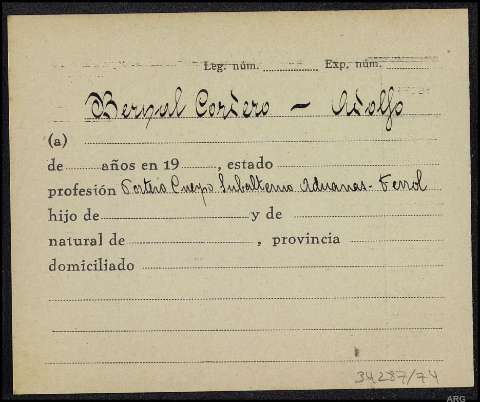 Leg. núm. Exp. núm.
Bernal Cordero - Adolfo
(a)
de años en 19 , estado
profesión Portero Cuerpo Subalterno Aduanas - Ferrol
hijo de y de
natural de , provincia
domiciliado
34287/74
ARG